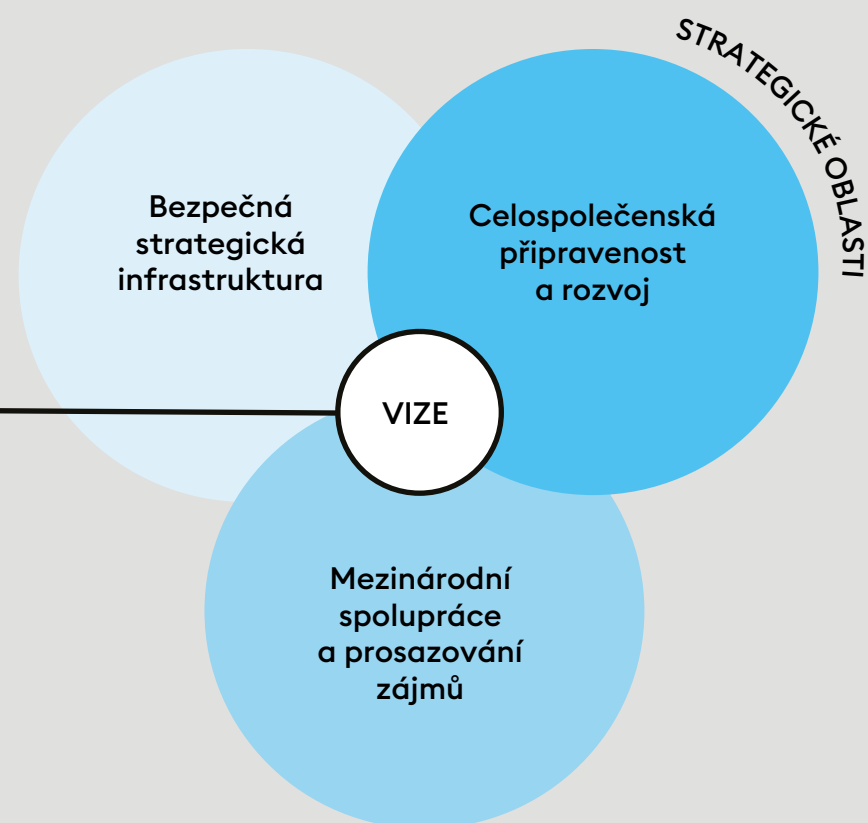 STRATEGICKÉ OBLASTI
Bezpečná
strategická
infrastruktura
Celospolečenská
připravenost
a rozvoj
VIZE
Mezinárodní
spolupráce
a prosazování
zájmů